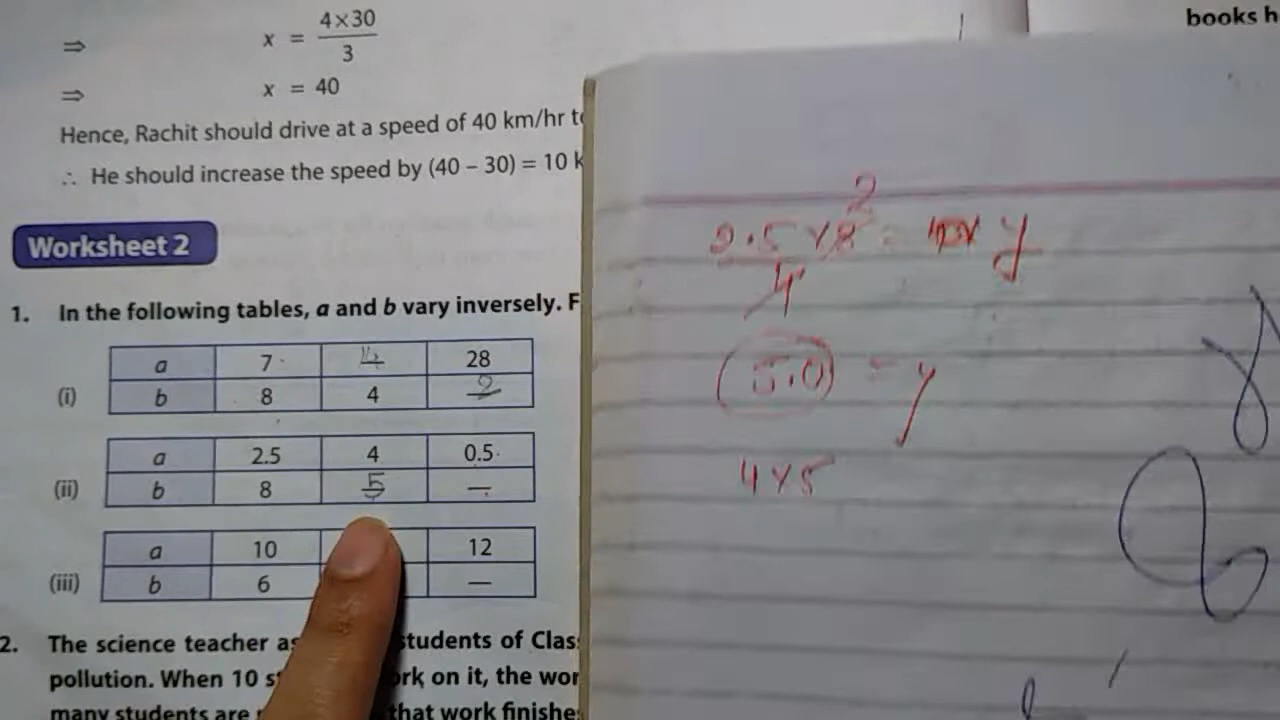 books h
⇒ x = 4×30
3
⇒ x = 40
Hence, Rachit should drive at a speed of 40 km/hr t
∴ He should increase the speed by (40 – 30) = 10 k
Worksheet 2
1. In the following tables, a and b vary inversely. F
(i)
a 7 14 28
b 8 4 2
(ii)
a 2.5 4 0.5
b 8 5 —
(iii)
a 10 12
b 6 —
2. The science teacher as students of Clas
pollution. When 10 s rk on it, the wor
many students are that work finishe
2
2.5 × 8 = y
4
5.0 = y
4 × 5